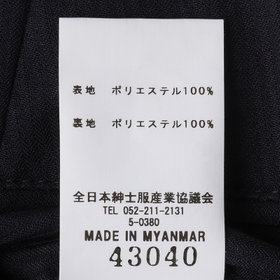 表地 ポリエステル100%
裏地 ポリエステル100%
全日本紳士服産業協議会
TEL 052-211-2131
5-0380
MADE IN MYANMAR
43040